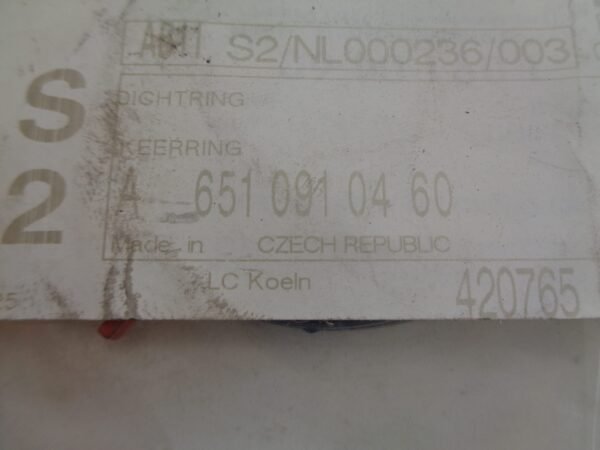 S2/NL000236/003
S
2
DICHTRING
KEERRING
A 651 091 04 60
Made in CZECH REPUBLIC
LC Koeln
420765